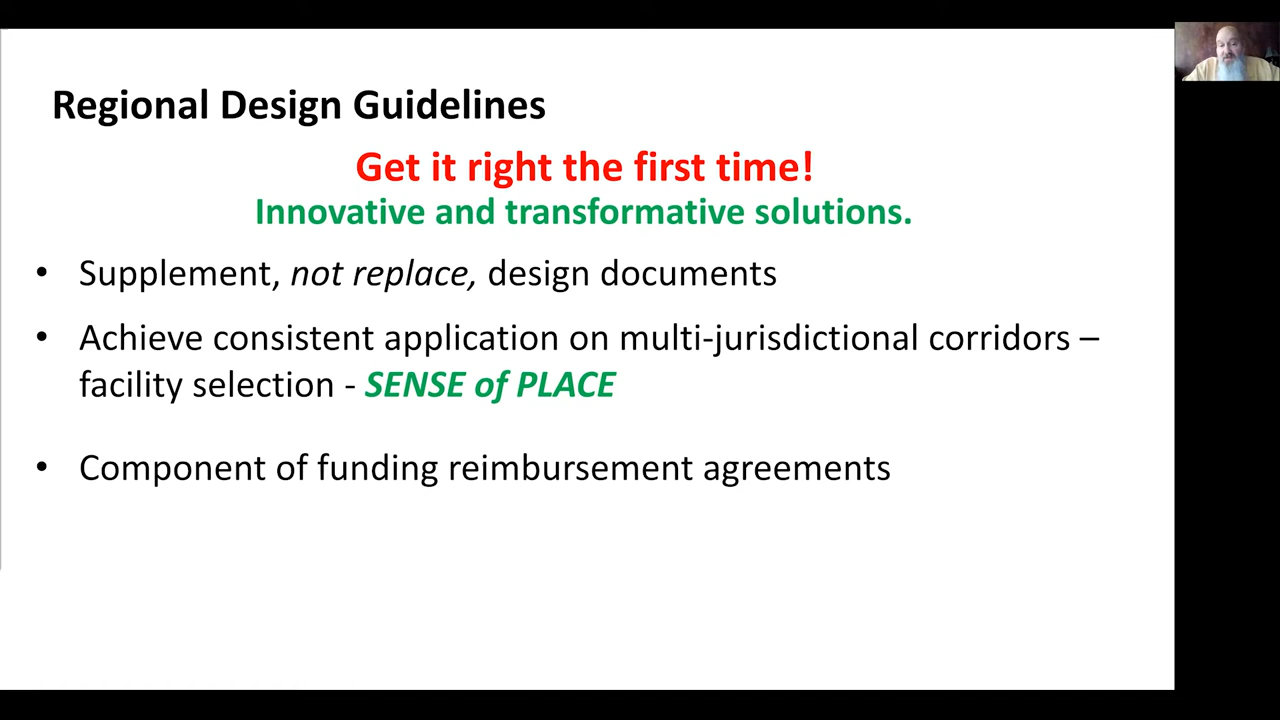 Regional Design Guidelines
Get it right the first time!
Innovative and transformative solutions.
• Supplement, not replace, design documents
• Achieve consistent application on multi-jurisdictional corridors –
facility selection - SENSE of PLACE
• Component of funding reimbursement agreements